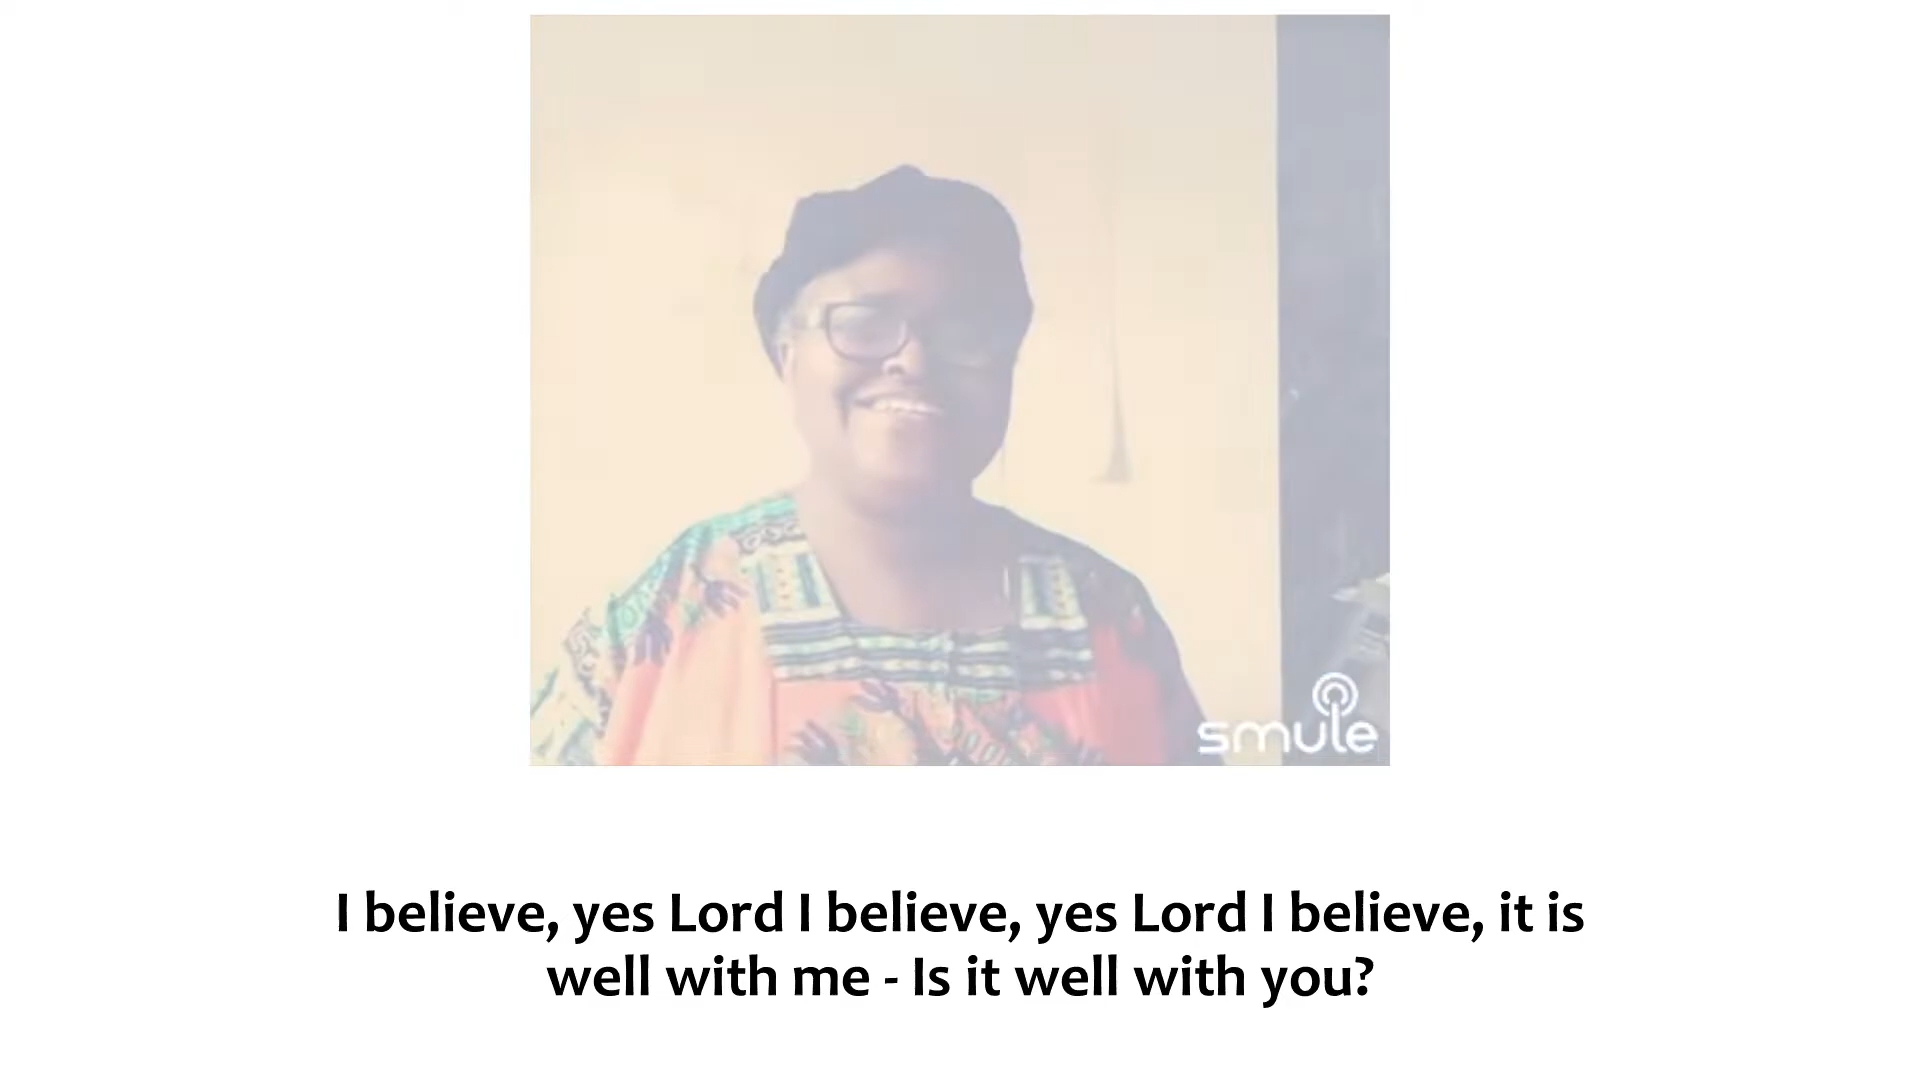 smule
I believe, yes Lord I believe, yes Lord I believe, it is
well with me - Is it well with you?